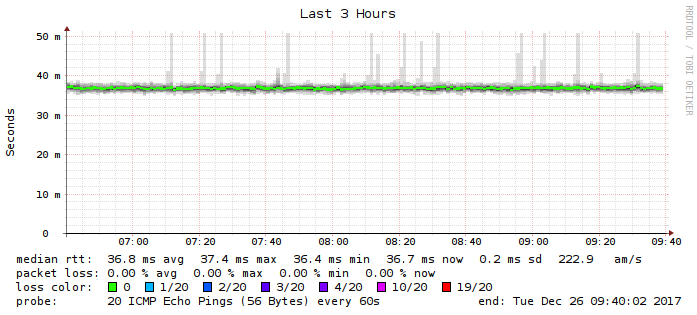 Last 3 Hours
RRDTOOL / TOBI OETIKER
Seconds
50 m
40 m
30 m
20 m
10 m
0
07:00 07:20 07:40 08:00 08:20 08:40 09:00 09:20 09:40
median rtt: 36.8 ms avg 37.4 ms max 36.4 ms min 36.7 ms now 0.2 ms sd 222.9 am/s
packet loss: 0.00 % avg 0.00 % max 0.00 % min 0.00 % now
loss color: 0 1/20 2/20 3/20 4/20 10/20 19/20
probe: 20 ICMP Echo Pings (56 Bytes) every 60s end: Tue Dec 26 09:40:02 2017